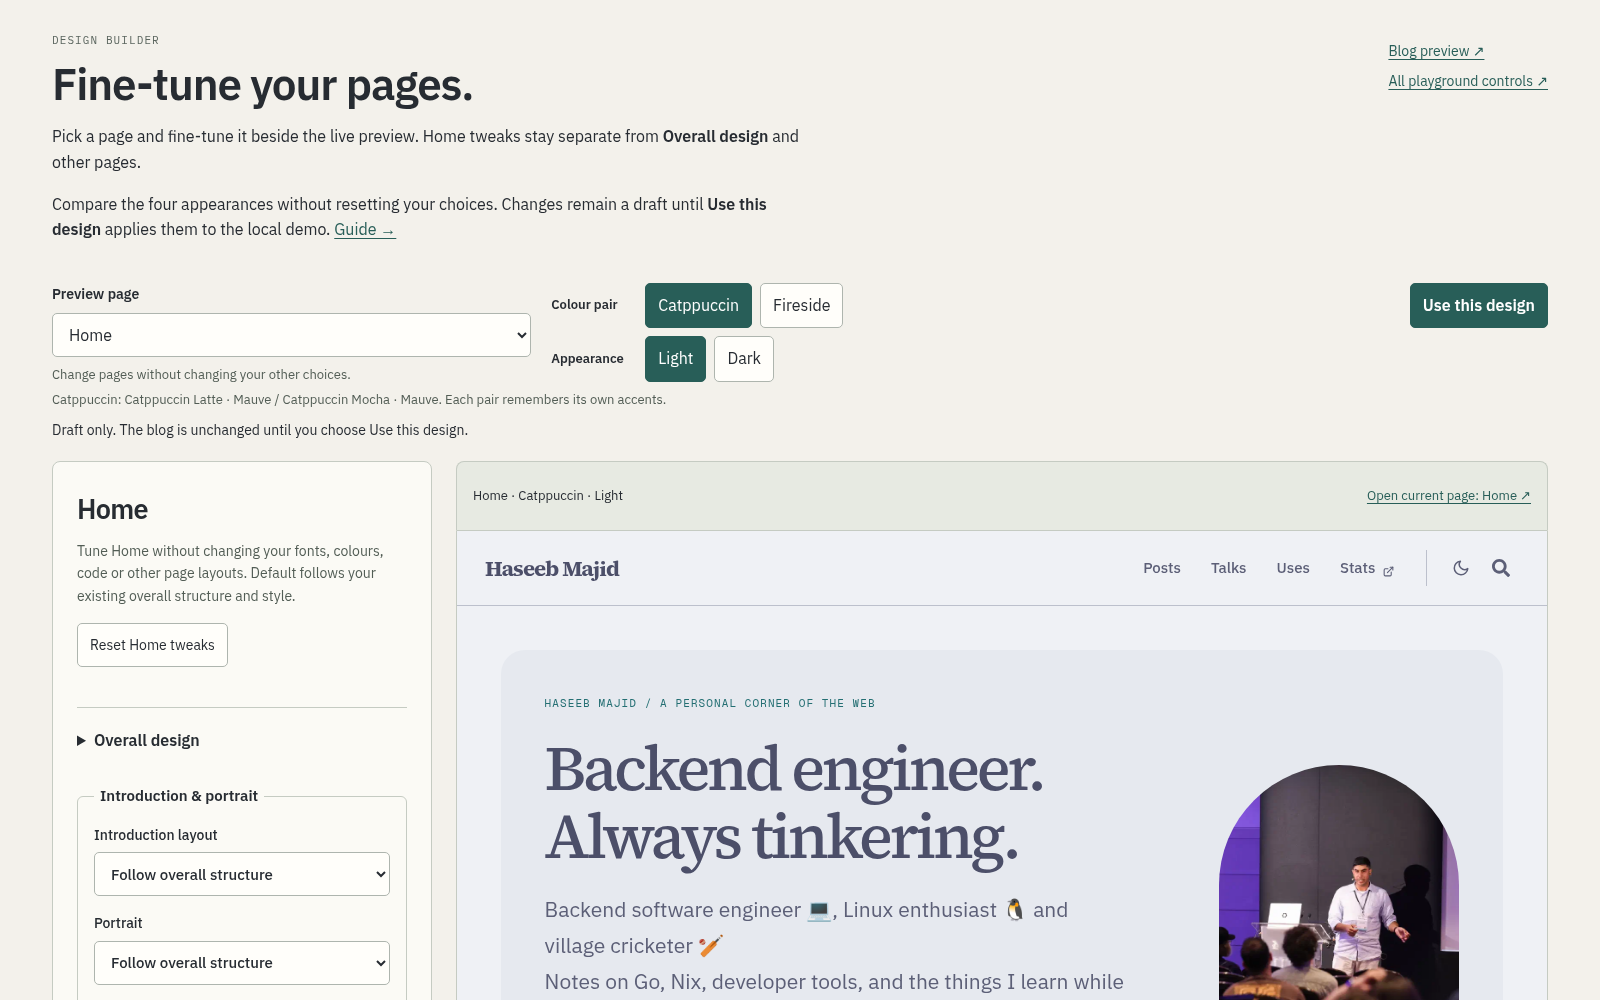 DESIGN BUILDER
Fine-tune your pages.
Blog preview ↗
All playground controls ↗
Pick a page and fine-tune it beside the live preview. Home tweaks stay separate from Overall design and
other pages.
Compare the four appearances without resetting your choices. Changes remain a draft until Use this
design applies them to the local demo. Guide →
Preview page
Home
Change pages without changing your other choices.
Colour pair
Catppuccin
Fireside
Appearance
Light
Dark
Use this design
Catppuccin: Catppuccin Latte · Mauve / Catppuccin Mocha · Mauve. Each pair remembers its own accents.
Draft only. The blog is unchanged until you choose Use this design.
Home
Tune Home without changing your fonts, colours,
code or other page layouts. Default follows your
existing overall structure and style.
Reset Home tweaks
Overall design
Introduction & portrait
Introduction layout
Follow overall structure
Portrait
Follow overall structure
Home · Catppuccin · Light
Open current page: Home ↗
Haseeb Majid
Posts
Talks
Uses
Stats
HASEEB MAJID / A PERSONAL CORNER OF THE WEB
Backend engineer.
Always tinkering.
Backend software engineer 💻, Linux enthusiast 🐧 and
village cricketer 🏏
Notes on Go, Nix, developer tools, and the things I learn while